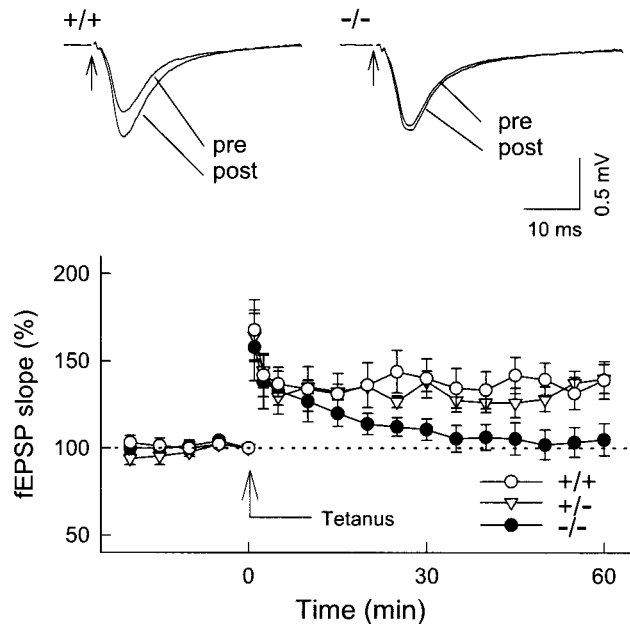 +/+
-/-
pre
post
pre
post
0.5 mV
10 ms
200
150
100
50
fEPSP slope (%)
Tetanus
+/+
+/-
-/-
0
30
60
Time (min)